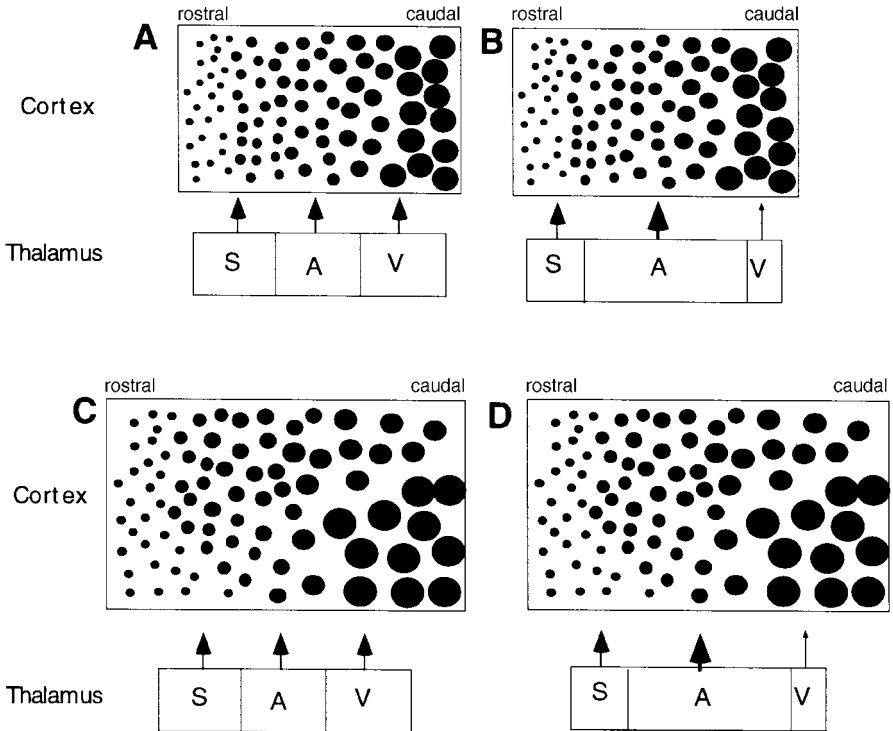 rostral caudal rostral caudal
A B
Cortex
Thalamus S A V S A V
rostral caudal rostral caudal
C D
Cortex
Thalamus S A V S A V